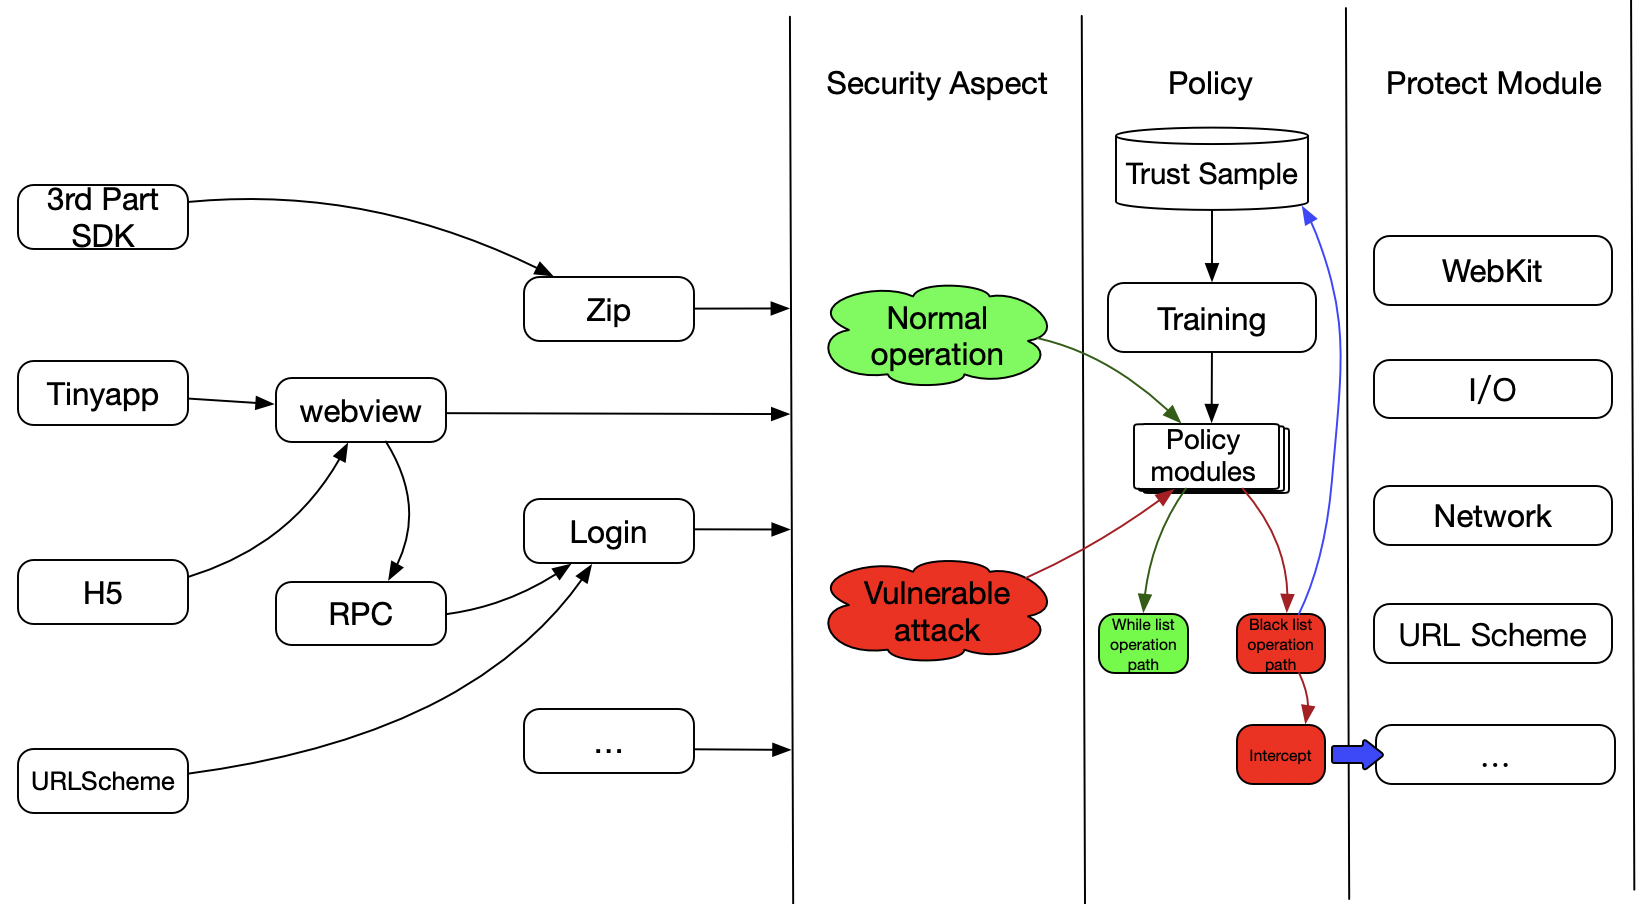 Security Aspect
Policy
Protect Module
3rd Part
SDK
Zip
Tinyapp
webview
H5
RPC
Login
URLScheme
...
Normal
operation
Vulnerable
attack
Trust Sample
Training
Policy
modules
While list
operation
path
Black list
operation
path
Intercept
WebKit
I/O
Network
URL Scheme
...